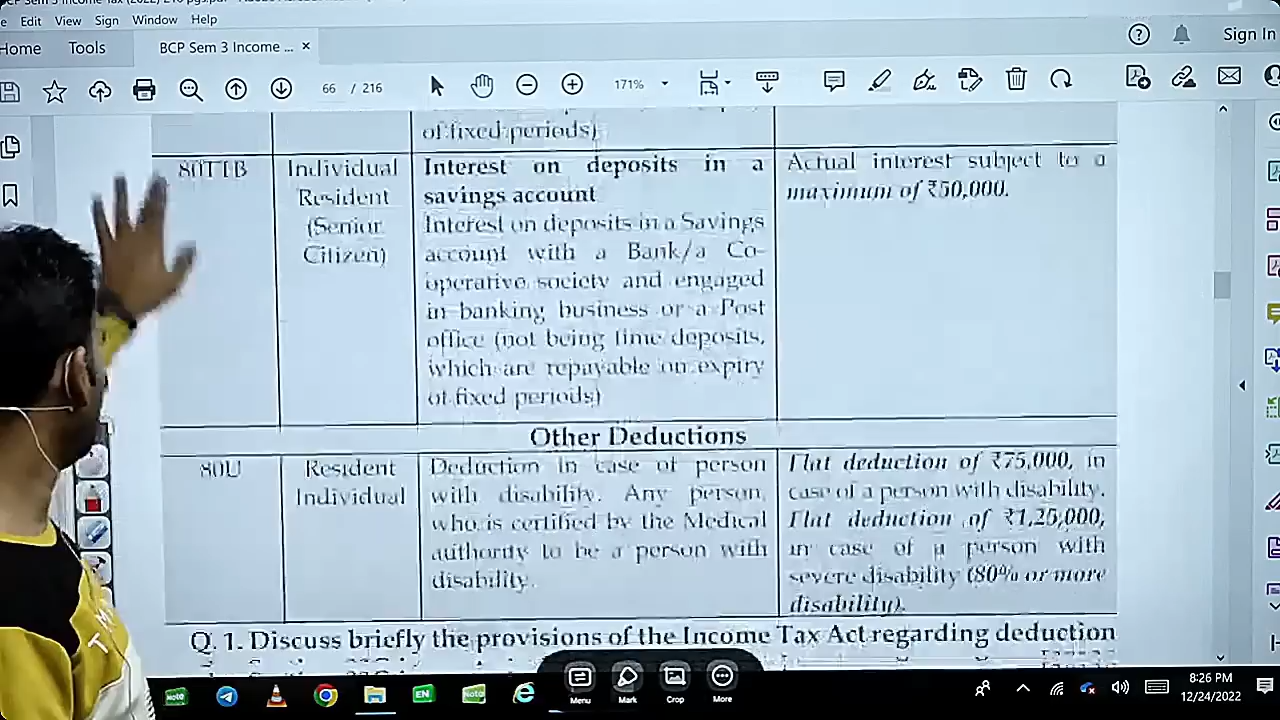 Edit View Sign Window Help
Home Tools BCP Sem 3 Income ... × Sign In
66 / 216 171%
of fixed periods)
80TTB Individual Resident (Senior Citizen)
Interest on deposits in a
savings account
Interest on deposits in a Savings
account with a Bank/a Co-
operative society and engaged
in banking business or a Post
office (not being time deposits,
which are repayable on expiry
of fixed periods)
Actual interest subject to a
maximum of ₹50,000.
Other Deductions
80U Resident Individual
Deduction in case of person
with disability. Any person,
who is certified by the Medical
authority to be a person with
disability.
Flat deduction of ₹75,000, in
case of a person with disability.
Flat deduction of ₹1,25,000,
in case of a person with
severe disability (80% or more
disability).
Q. 1. Discuss briefly the provisions of the Income Tax Act regarding deduction
Menu Mark Crop More
Note EN Note
8:26 PM
12/24/2022